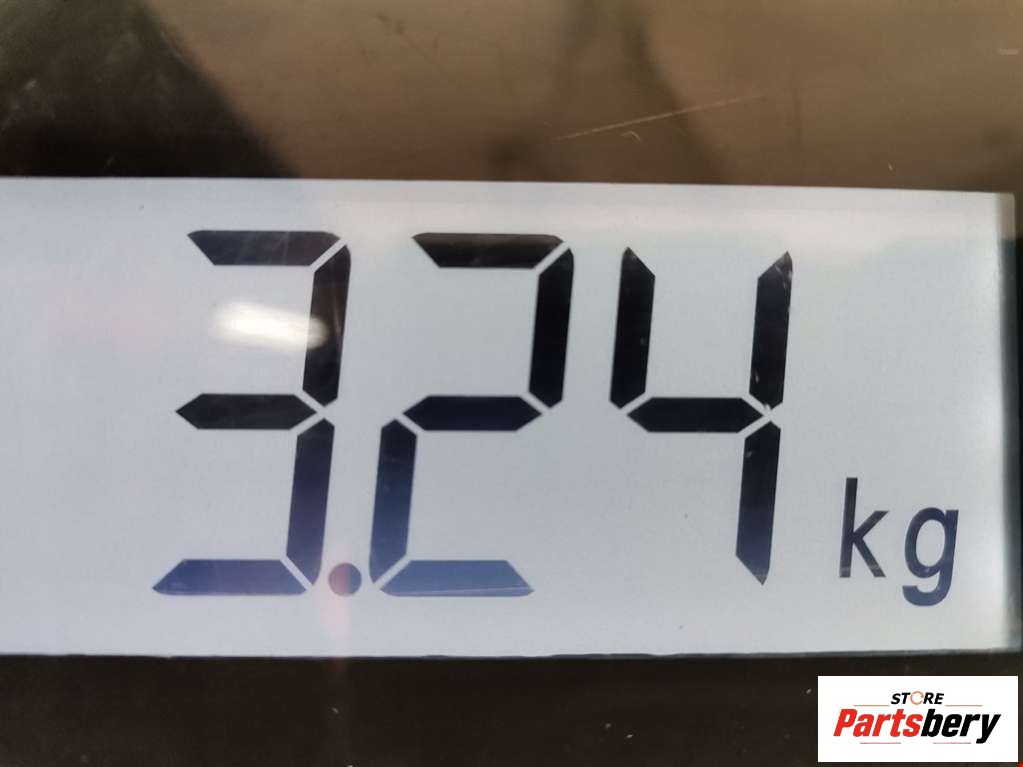 3.24 kg
STORE
Partsbery